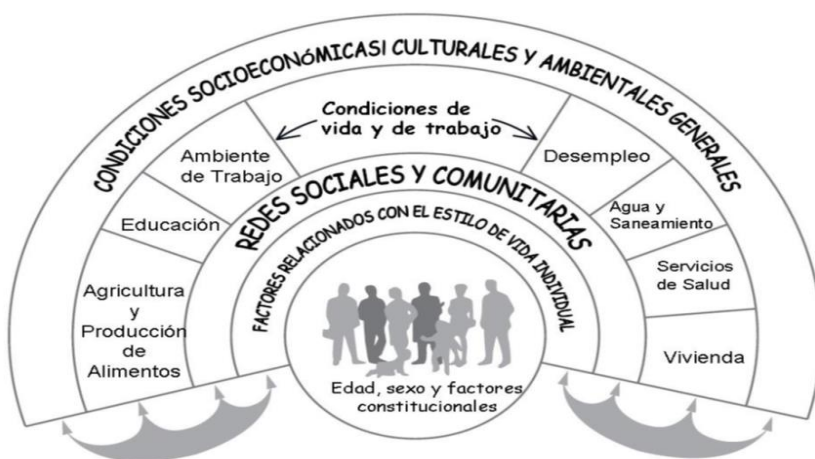 CONDICIONES SOCIOECONóMICAS| CULTURALES Y AMBIENTALES GENERALES
Condiciones de
vida y de trabajo
Ambiente
de Trabajo
Desempleo
Educación
Agua y
Saneamiento
Agricultura
y
Producción
de
Alimentos
Servicios
de Salud
Vivienda
REDES SOCIALES Y COMUNITARIAS
FACTORES RELACIONADOS CON EL ESTILO DE VIDA INDIVIDUAL
Edad, sexo y factores
constitucionales